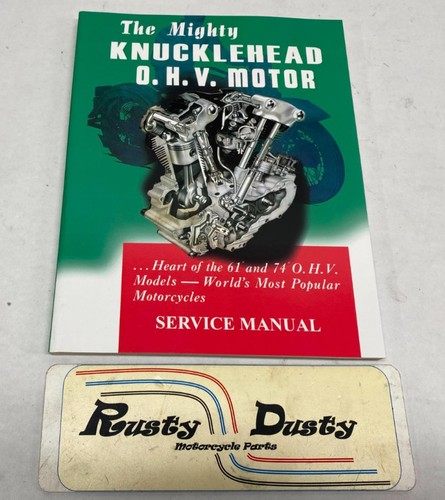 The Mighty
KNUCKLEHEAD
O.H.V. MOTOR
...Heart of the 61" and 74" O.H.V.
Models — World's Most Popular
Motorcycles
SERVICE MANUAL
Rusty Dusty
Motorcycle Parts